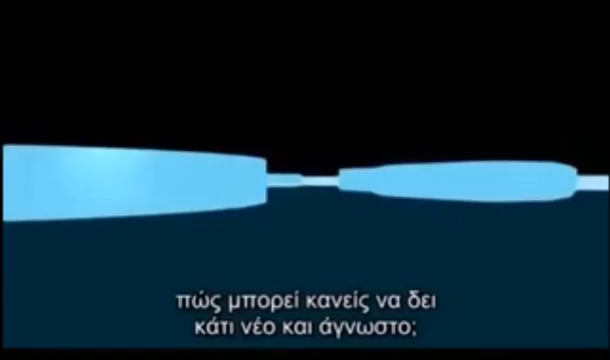 πώς μπορεί κανείς να δει
κάτι νέο και άγνωστο;